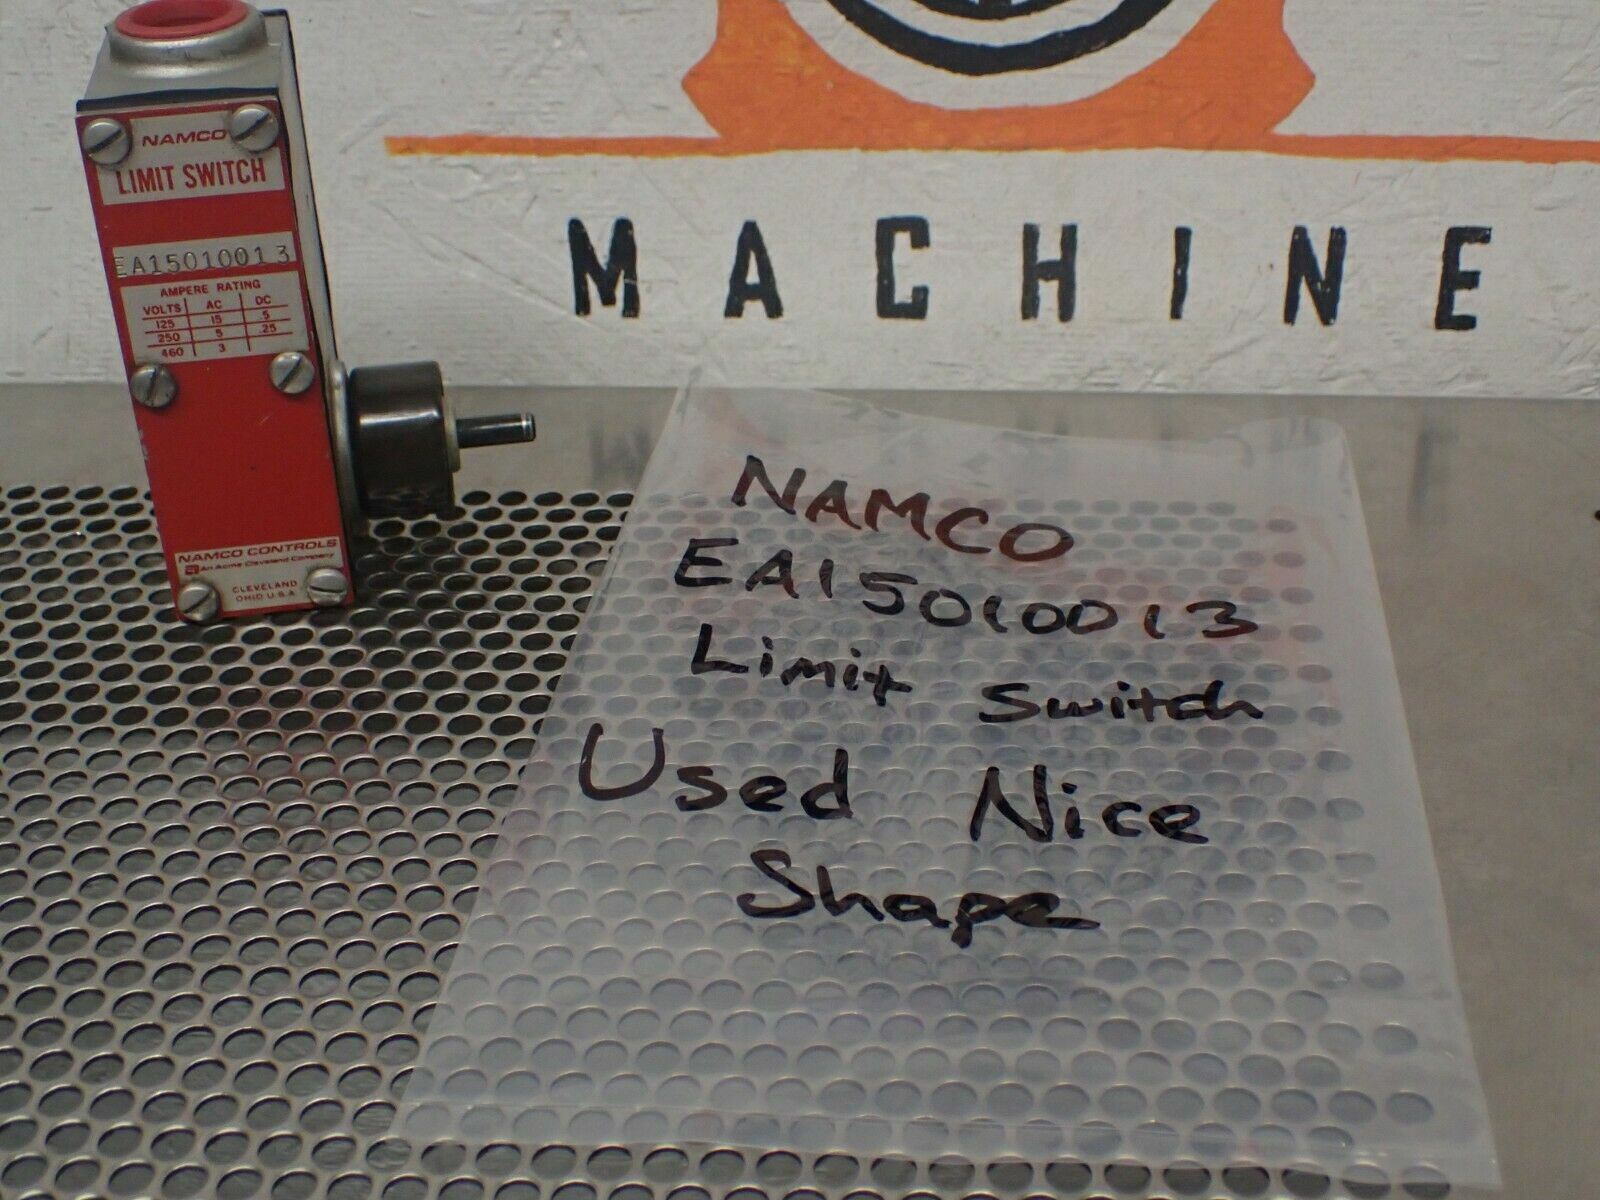 NAMCO
LIMIT SWITCH
EA15010013
AMPERE RATING
VOLTS AC DC
125 15 .5
250 5 .25
460 3
NAMCO CONTROLS
An Acme Cleveland Company
CLEVELAND
OHIO U.S.A.
MACHINE
NAMCO
EA15010013
Limit Switch
Used Nice
Shape